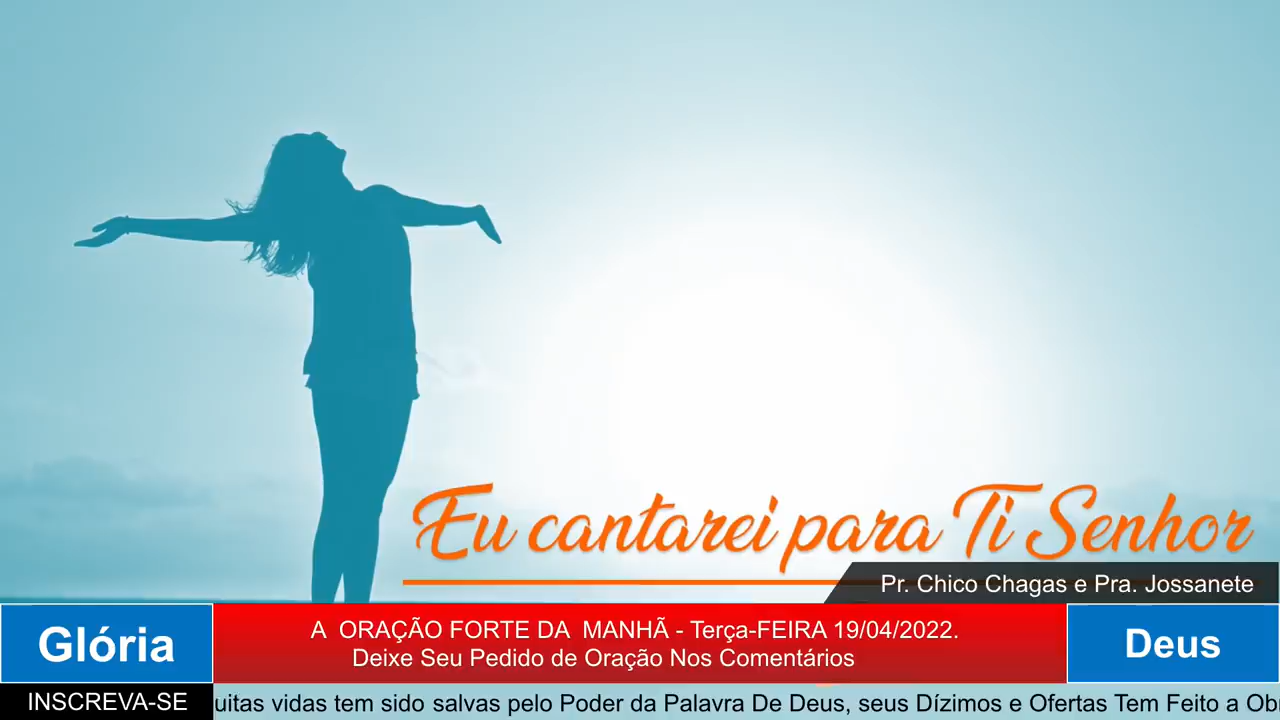 Eu cantarei para Ti Senhor
Pr. Chico Chagas e Pra. Jossanete
Glória
A ORAÇÃO FORTE DA MANHÃ - Terça-FEIRA 19/04/2022.
Deixe Seu Pedido de Oração Nos Comentários
Deus
INSCREVA-SE
vidas tem sido salvas pelo Poder da Palavra De Deus, seus Dízimos e Ofertas Tem Feito a